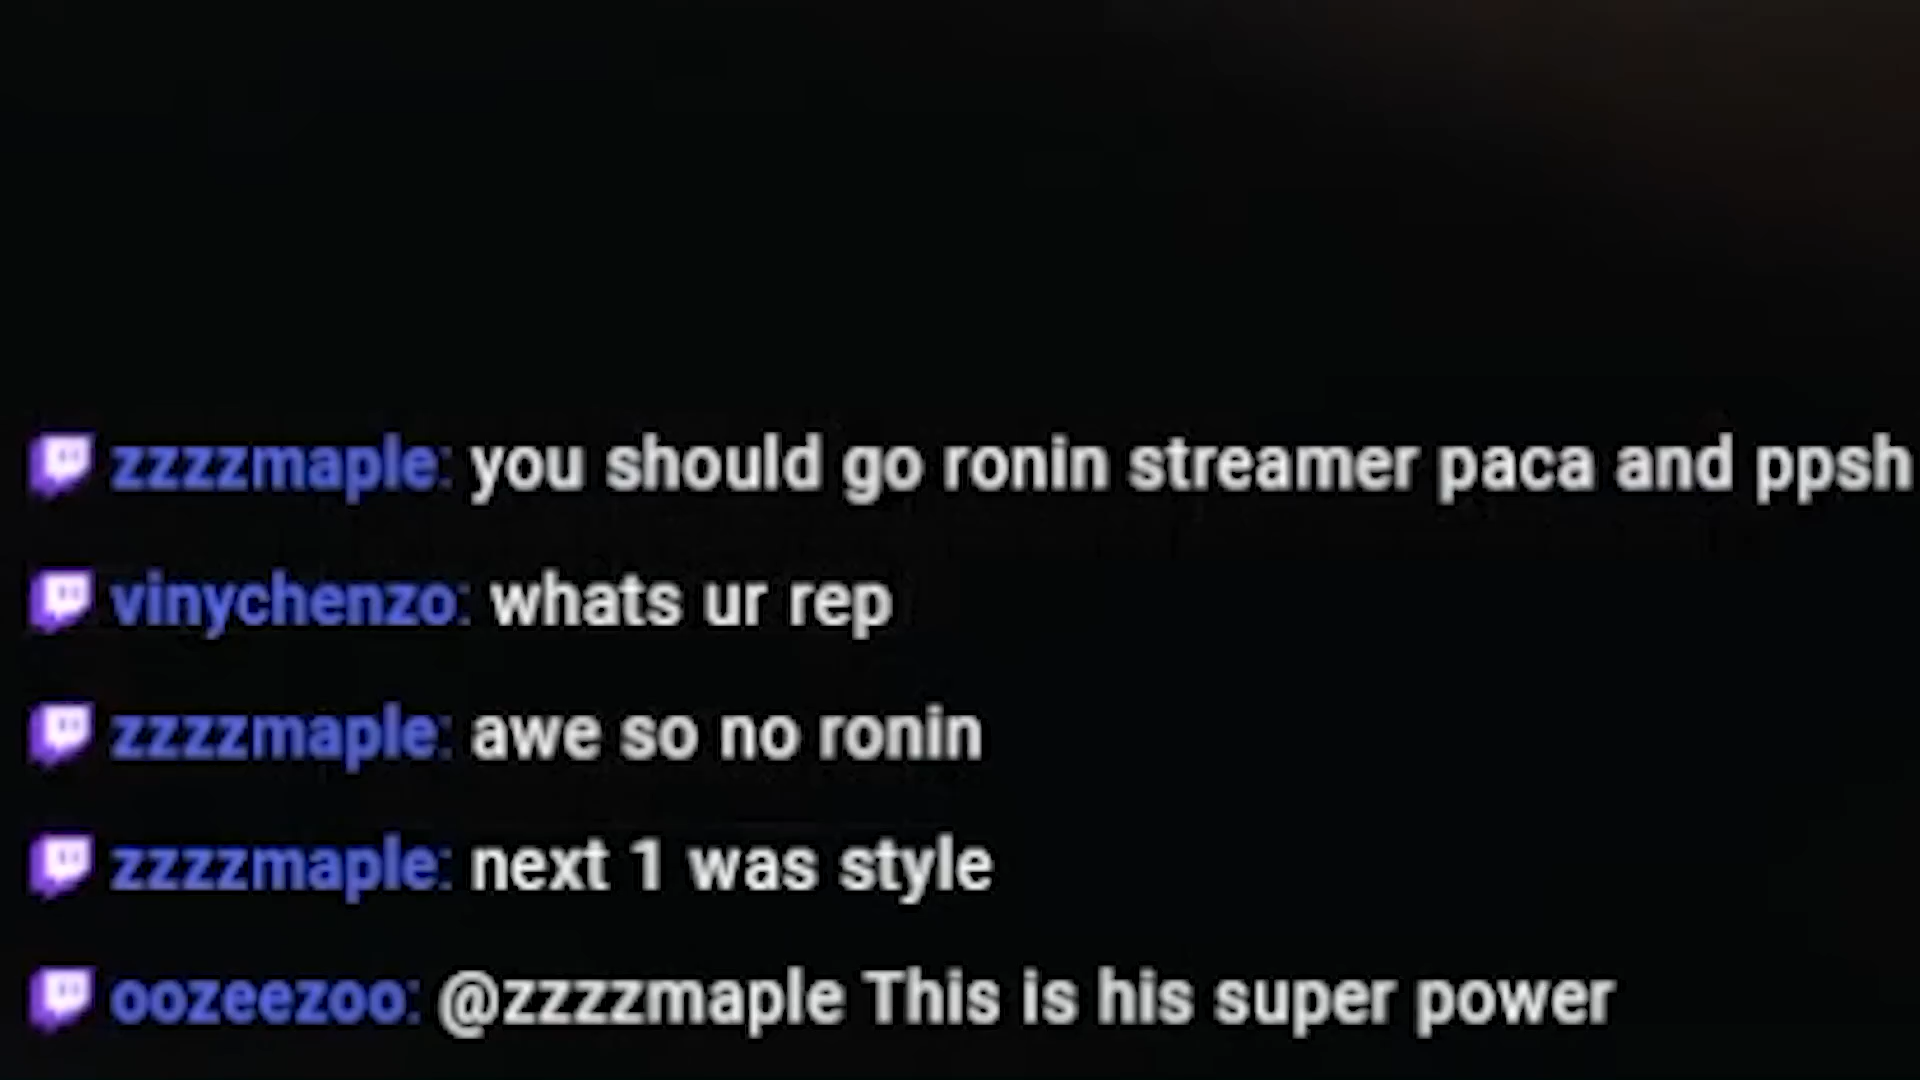 zzzzmaple: you should go ronin streamer paca and ppsh
vinychenzo: whats ur rep
zzzzmaple: awe so no ronin
zzzzmaple: next 1 was style
oozeezoo: @zzzzmaple This is his super power